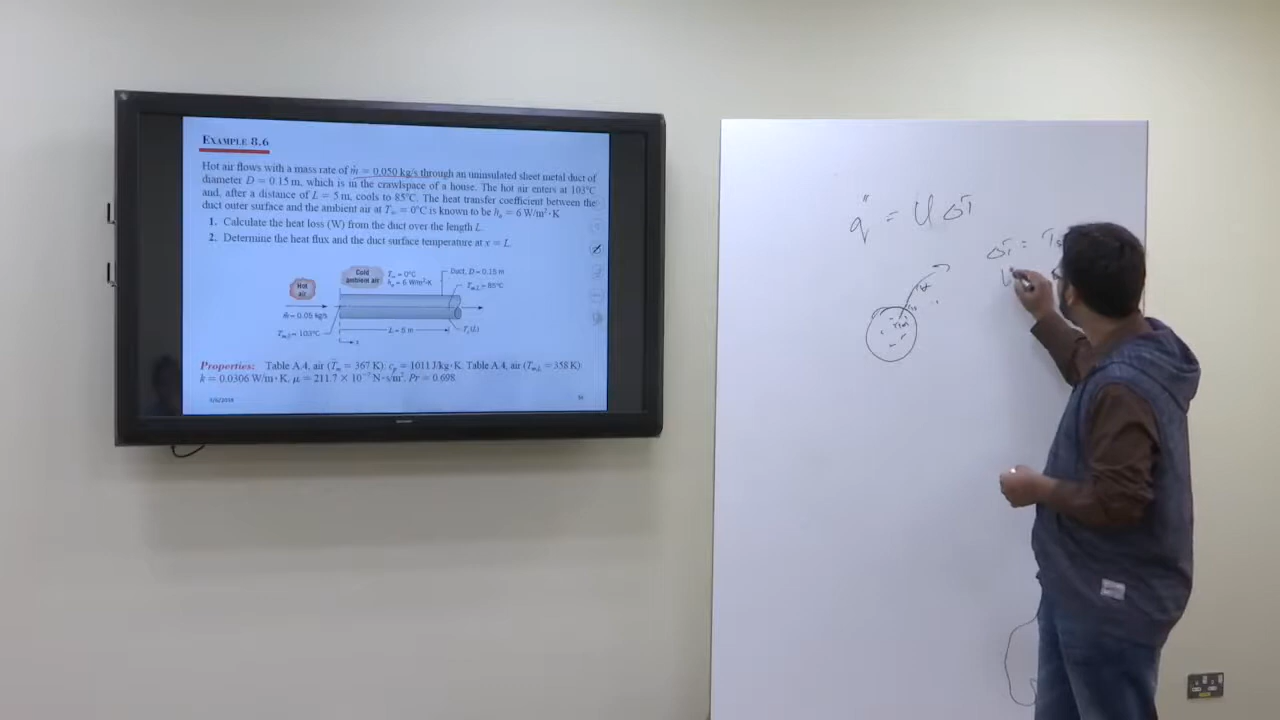 EXAMPLE 8.6
Hot air flows with a mass rate of ṁ = 0.050 kg/s through an uninsulated sheet metal duct of
diameter D = 0.15 m, which is in the crawlspace of a house. The hot air enters at 103°C
and, after a distance of L = 5 m, cools to 85°C. The heat transfer coefficient between the
duct outer surface and the ambient air at T∞ = 0°C is known to be hₒ = 6 W/m²·K
1. Calculate the heat loss (W) from the duct over the length L.
2. Determine the heat flux and the duct surface temperature at x = L.
Hot
air
Cold
ambient air
T∞ = 0°C
hₒ = 6 W/m²·K
Duct, D = 0.15 m
Tm,L = 85°C
ṁ = 0.05 kg/s
L = 5 m
Tm,i = 103°C
Ts(L)
x
Properties: Table A.4, air (T̄m = 367 K): cp = 1011 J/kg·K. Table A.4, air (Tm,L = 358 K):
k = 0.0306 W/m·K, μ = 211.7 × 10⁻⁷ N·s/m², Pr = 0.698.
q" = U ΔT
ΔT =